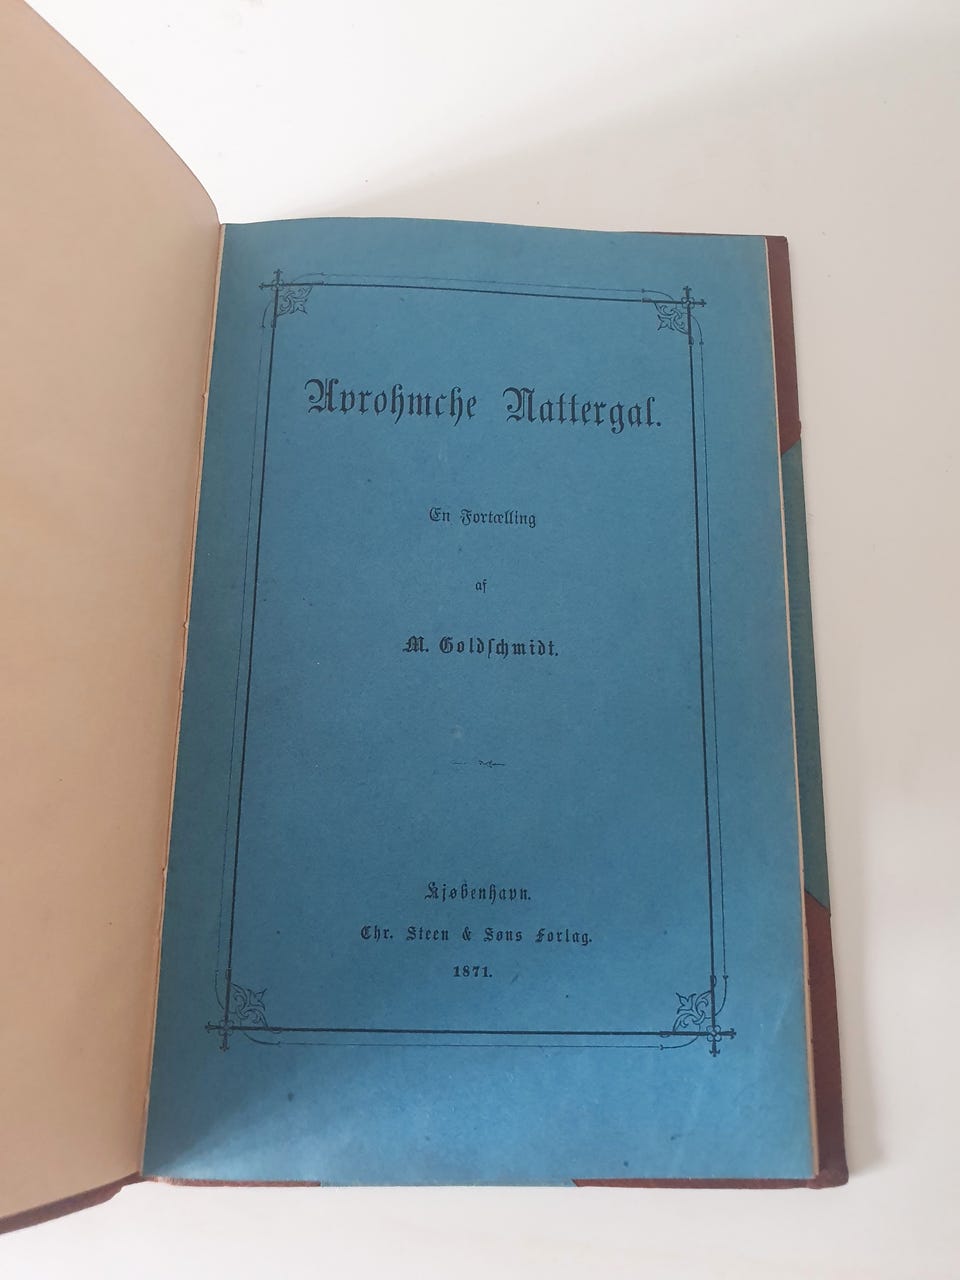 Avrohmche Nattergal.
En Fortælling
af
M. Goldschmidt.
Kjøbenhavn.
Chr. Steen & Søns Forlag.
1871.